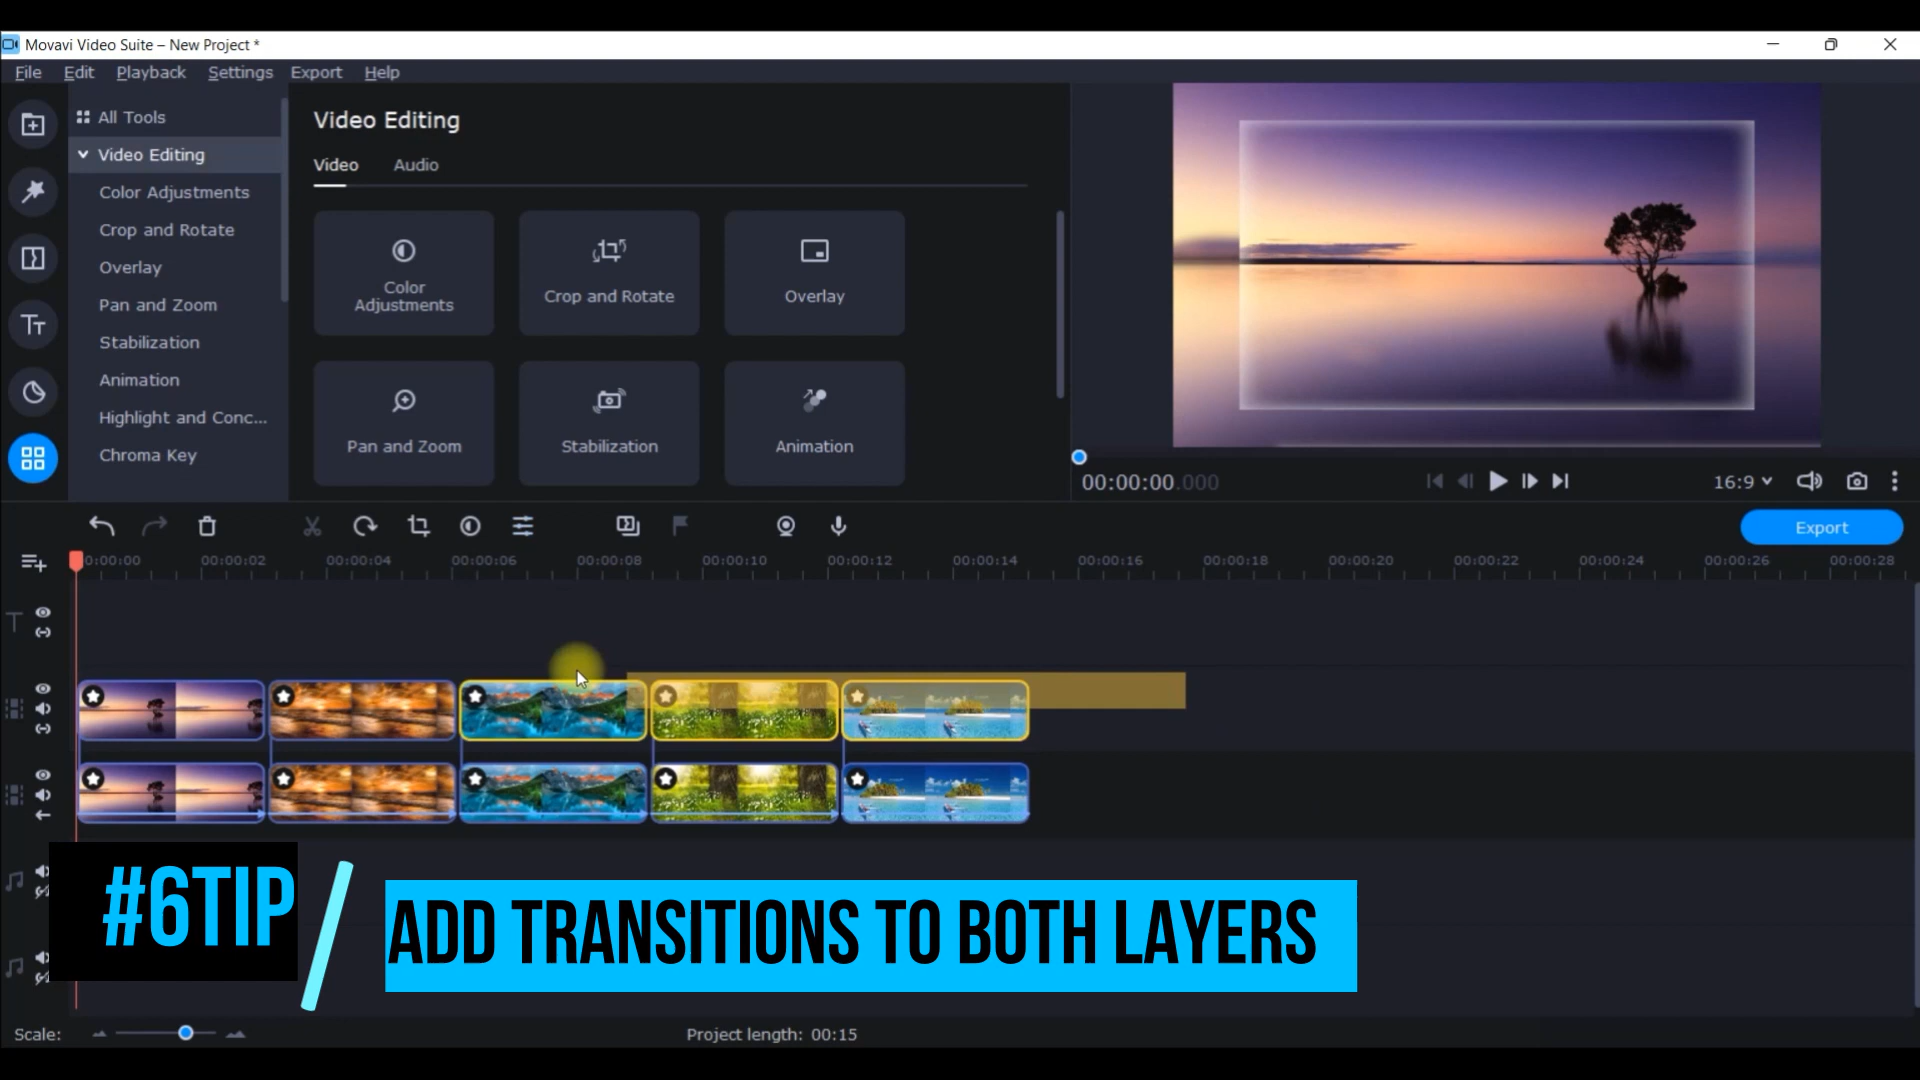 Movavi Video Suite – New Project *
File Edit Playback Settings Export Help
All Tools
Video Editing
Color Adjustments
Crop and Rotate
Overlay
Pan and Zoom
Stabilization
Animation
Highlight and Conc...
Chroma Key
Video Editing
Video Audio
Color
Adjustments
Crop and Rotate
Overlay
Pan and Zoom
Stabilization
Animation
00:00:00.000
16:9
Export
0:00:00 00:00:02 00:00:04 00:00:06 00:00:08 00:00:10 00:00:12 00:00:14 00:00:16 00:00:18 00:00:20 00:00:22 00:00:24 00:00:26 00:00:28
#6TIP
ADD TRANSITIONS TO BOTH LAYERS
Scale:
Project length: 00:15